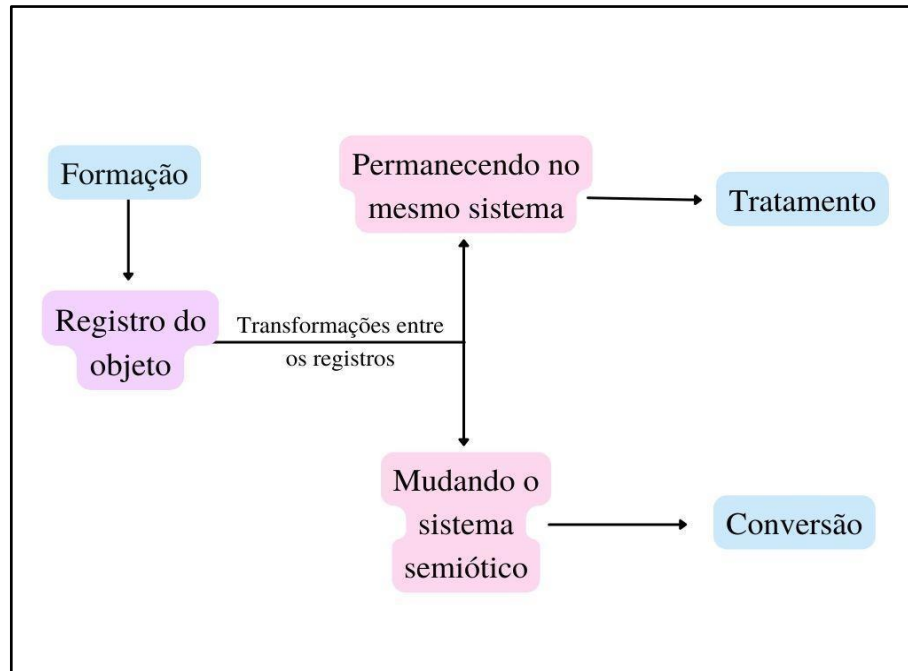 Formação
Registro do
objeto
Transformações entre
os registros
Permanecendo no
mesmo sistema
Tratamento
Mudando o
sistema
semiótico
Conversão